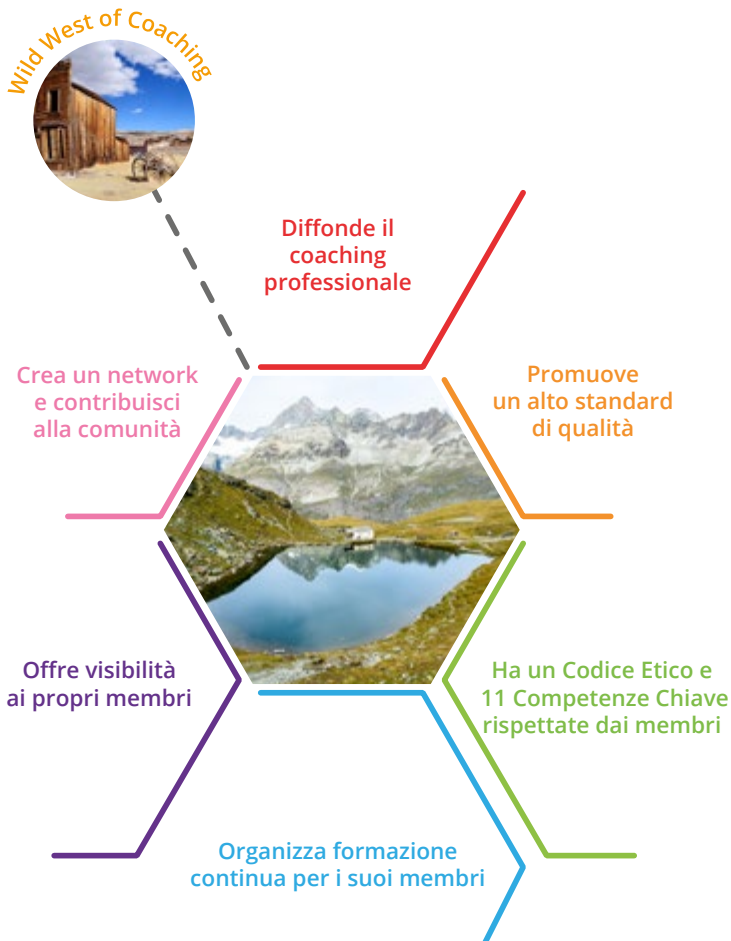 Wild West of Coaching
Diffonde il
coaching
professionale
Crea un network
e contribuisci
alla comunità
Promuove
un alto standard
di qualità
Offre visibilità
ai propri membri
Ha un Codice Etico e
11 Competenze Chiave
rispettate dai membri
Organizza formazione
continua per i suoi membri